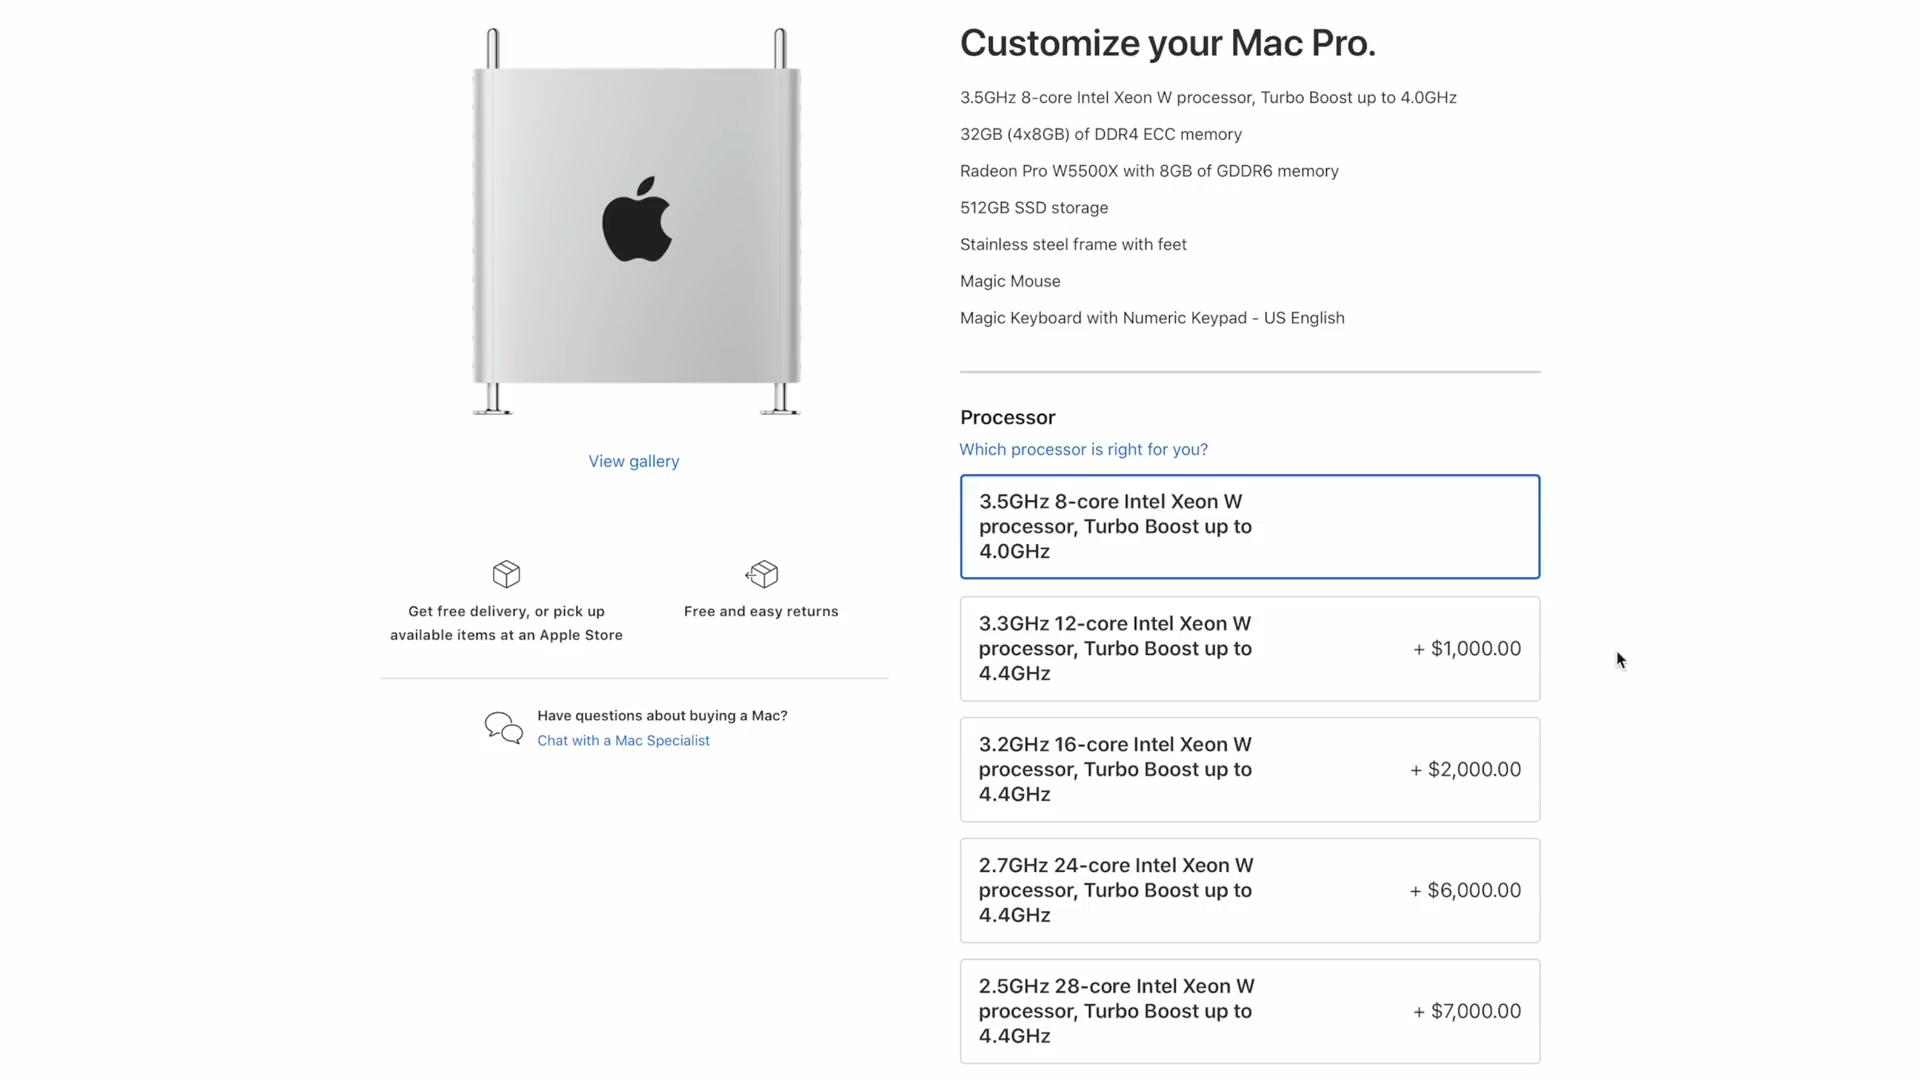 Customize your Mac Pro.
3.5GHz 8-core Intel Xeon W processor, Turbo Boost up to 4.0GHz
32GB (4x8GB) of DDR4 ECC memory
Radeon Pro W5500X with 8GB of GDDR6 memory
512GB SSD storage
Stainless steel frame with feet
Magic Mouse
Magic Keyboard with Numeric Keypad - US English
View gallery
Get free delivery, or pick up
available items at an Apple Store
Free and easy returns
Have questions about buying a Mac?
Chat with a Mac Specialist
Processor
Which processor is right for you?
3.5GHz 8-core Intel Xeon W
processor, Turbo Boost up to
4.0GHz
3.3GHz 12-core Intel Xeon W
processor, Turbo Boost up to
4.4GHz
+ $1,000.00
3.2GHz 16-core Intel Xeon W
processor, Turbo Boost up to
4.4GHz
+ $2,000.00
2.7GHz 24-core Intel Xeon W
processor, Turbo Boost up to
4.4GHz
+ $6,000.00
2.5GHz 28-core Intel Xeon W
processor, Turbo Boost up to
4.4GHz
+ $7,000.00